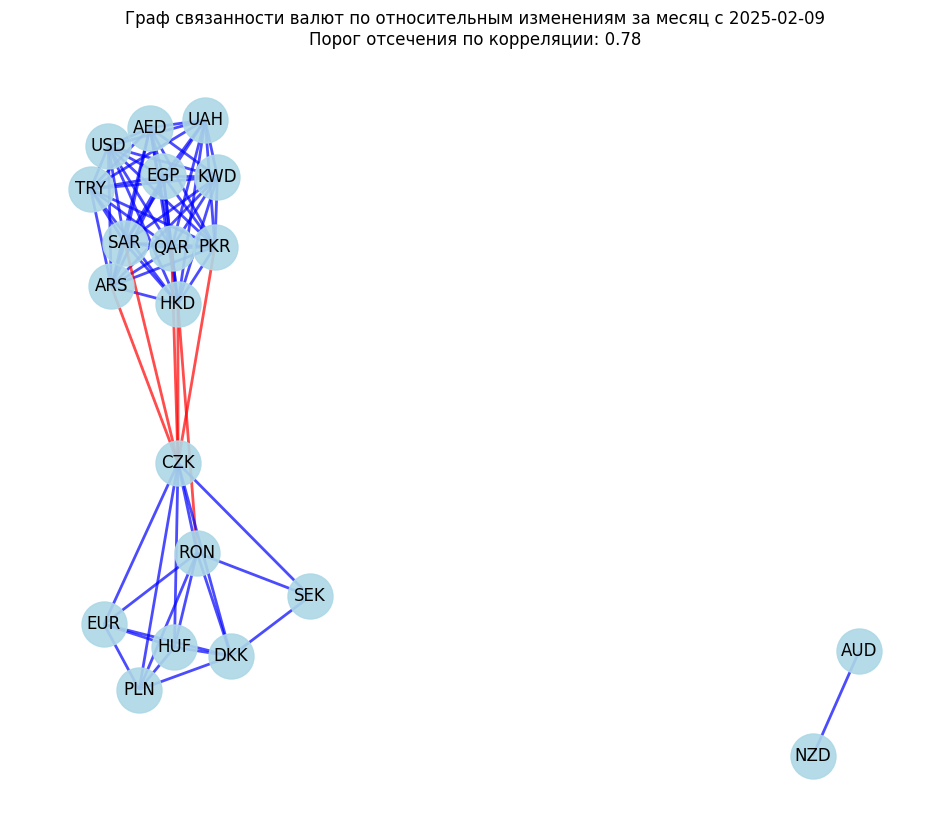 Граф связанности валют по относительным изменениям за месяц с 2025-02-09
Порог отсечения по корреляции: 0.78
UAH
AED
USD
EGP
KWD
TRY
SAR
QAR
PKR
ARS
HKD
CZK
RON
SEK
EUR
HUF
DKK
AUD
PLN
NZD